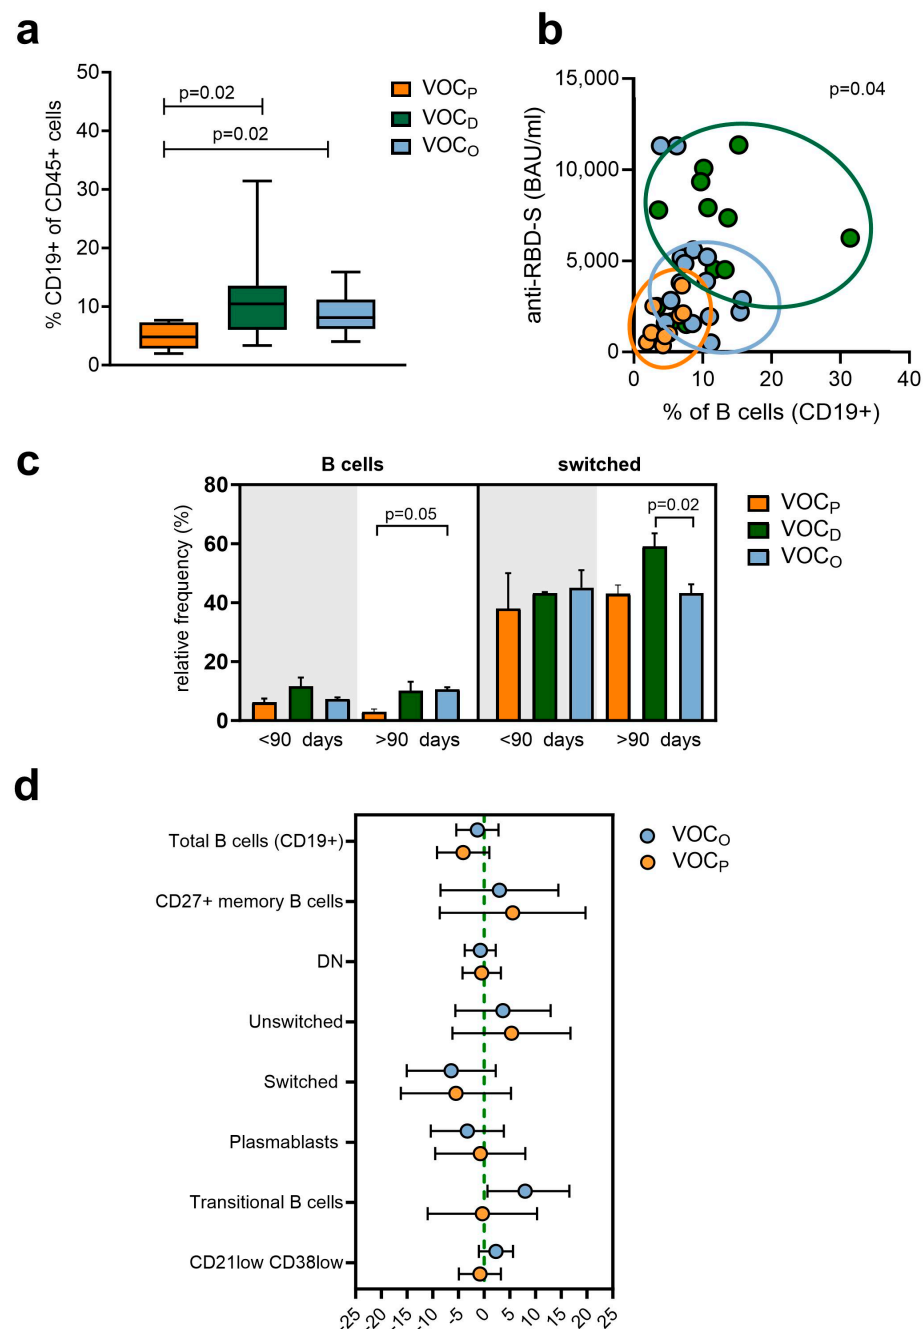 a
% CD19+ of CD45+ cells
50
40
30
20
10
0
p=0.02
p=0.02
VOCP
VOCD
VOCO
b
anti-RBD-S (BAU/ml)
15,000
10,000
5,000
0
p=0.04
0 10 20 30 40
% of B cells (CD19+)
c
B cells switched
relative frequency (%)
80
60
40
20
0
p=0.05
p=0.02
<90 days >90 days <90 days >90 days
VOCP
VOCD
VOCO
d
Total B cells (CD19+)
CD27+ memory B cells
DN
Unswitched
Switched
Plasmablasts
Transitional B cells
CD21low CD38low
-25 -20 -15 -10 -5 0 5 10 15 20 25
VOCO
VOCP